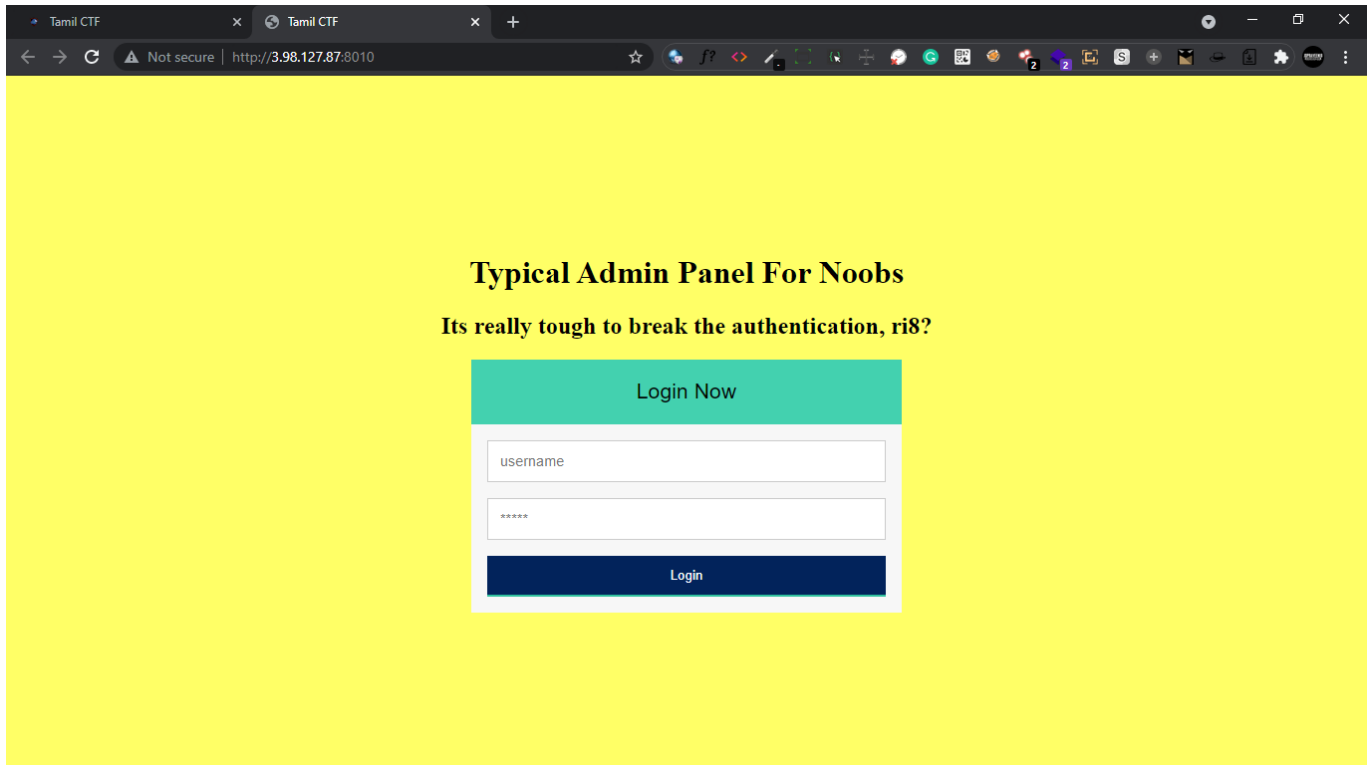 Tamil CTF
Tamil CTF
Not secure | http://3.98.127.87:8010
Typical Admin Panel For Noobs
Its really tough to break the authentication, ri8?
Login Now
username
*****
Login